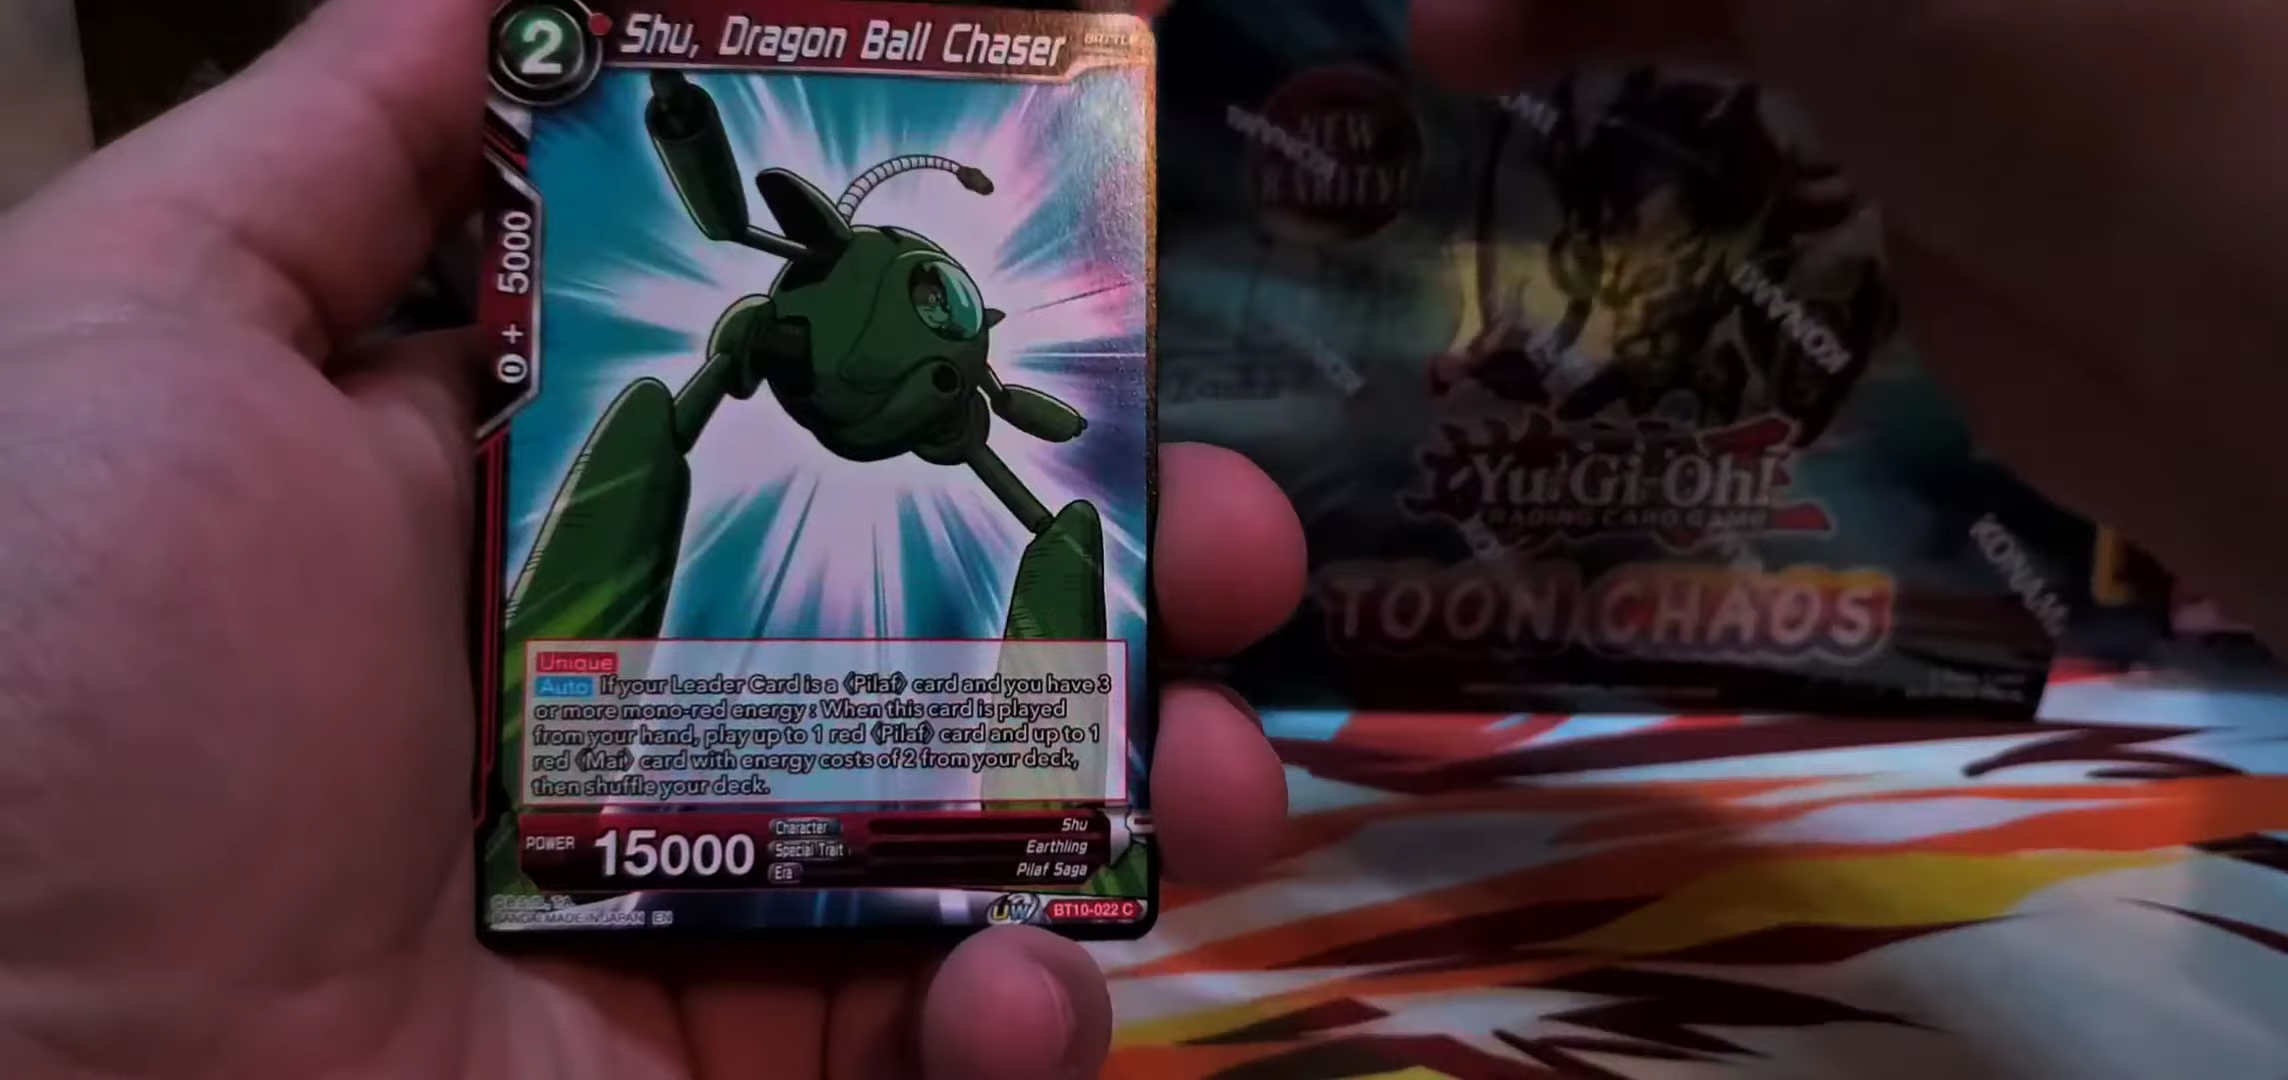 2
Shu, Dragon Ball Chaser
BATTLE
+ 5000
Unique
Auto If your Leader Card is a 《Pilaf》 card and you have 3
or more mono-red energy : When this card is played
from your hand, play up to 1 red 《Pilaf》 card and up to 1
red 《Mai》 card with energy costs of 2 from your deck,
then shuffle your deck.
POWER 15000
Character Shu
Special Trait Earthling
Era Pilaf Saga
BANDAI MADE IN JAPAN EN
UW BT10-022 C
NEW
RARITY!
KONAMI
KONAMI
KONAMI
Yu-Gi-Oh!
TRADING CARD GAME
TOON CHAOS